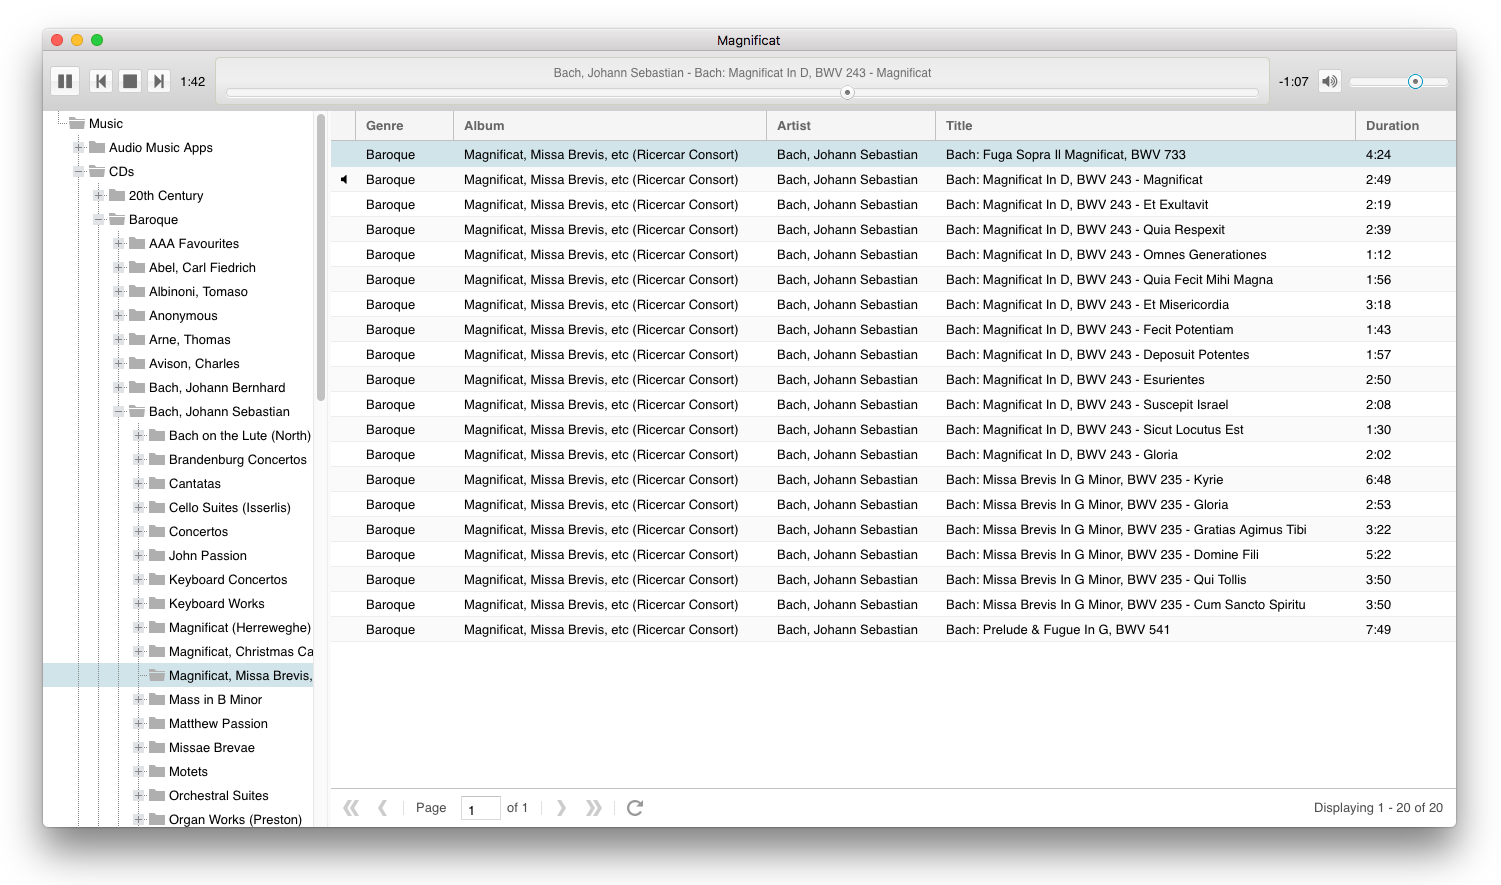 Magnificat
1:42
Bach, Johann Sebastian - Bach: Magnificat In D, BWV 243 - Magnificat
-1:07
Music
Audio Music Apps
CDs
20th Century
Baroque
AAA Favourites
Abel, Carl Fiedrich
Albinoni, Tomaso
Anonymous
Arne, Thomas
Avison, Charles
Bach, Johann Bernhard
Bach, Johann Sebastian
Bach on the Lute (North)
Brandenburg Concertos
Cantatas
Cello Suites (Isserlis)
Concertos
John Passion
Keyboard Concertos
Keyboard Works
Magnificat (Herreweghe)
Magnificat, Christmas Ca
Magnificat, Missa Brevis,
Mass in B Minor
Matthew Passion
Missae Brevae
Motets
Orchestral Suites
Organ Works (Preston)
Genre Album Artist Title Duration
Baroque Magnificat, Missa Brevis, etc (Ricercar Consort) Bach, Johann Sebastian Bach: Fuga Sopra Il Magnificat, BWV 733 4:24
Baroque Magnificat, Missa Brevis, etc (Ricercar Consort) Bach, Johann Sebastian Bach: Magnificat In D, BWV 243 - Magnificat 2:49
Baroque Magnificat, Missa Brevis, etc (Ricercar Consort) Bach, Johann Sebastian Bach: Magnificat In D, BWV 243 - Et Exultavit 2:19
Baroque Magnificat, Missa Brevis, etc (Ricercar Consort) Bach, Johann Sebastian Bach: Magnificat In D, BWV 243 - Quia Respexit 2:39
Baroque Magnificat, Missa Brevis, etc (Ricercar Consort) Bach, Johann Sebastian Bach: Magnificat In D, BWV 243 - Omnes Generationes 1:12
Baroque Magnificat, Missa Brevis, etc (Ricercar Consort) Bach, Johann Sebastian Bach: Magnificat In D, BWV 243 - Quia Fecit Mihi Magna 1:56
Baroque Magnificat, Missa Brevis, etc (Ricercar Consort) Bach, Johann Sebastian Bach: Magnificat In D, BWV 243 - Et Misericordia 3:18
Baroque Magnificat, Missa Brevis, etc (Ricercar Consort) Bach, Johann Sebastian Bach: Magnificat In D, BWV 243 - Fecit Potentiam 1:43
Baroque Magnificat, Missa Brevis, etc (Ricercar Consort) Bach, Johann Sebastian Bach: Magnificat In D, BWV 243 - Deposuit Potentes 1:57
Baroque Magnificat, Missa Brevis, etc (Ricercar Consort) Bach, Johann Sebastian Bach: Magnificat In D, BWV 243 - Esurientes 2:50
Baroque Magnificat, Missa Brevis, etc (Ricercar Consort) Bach, Johann Sebastian Bach: Magnificat In D, BWV 243 - Suscepit Israel 2:08
Baroque Magnificat, Missa Brevis, etc (Ricercar Consort) Bach, Johann Sebastian Bach: Magnificat In D, BWV 243 - Sicut Locutus Est 1:30
Baroque Magnificat, Missa Brevis, etc (Ricercar Consort) Bach, Johann Sebastian Bach: Magnificat In D, BWV 243 - Gloria 2:02
Baroque Magnificat, Missa Brevis, etc (Ricercar Consort) Bach, Johann Sebastian Bach: Missa Brevis In G Minor, BWV 235 - Kyrie 6:48
Baroque Magnificat, Missa Brevis, etc (Ricercar Consort) Bach, Johann Sebastian Bach: Missa Brevis In G Minor, BWV 235 - Gloria 2:53
Baroque Magnificat, Missa Brevis, etc (Ricercar Consort) Bach, Johann Sebastian Bach: Missa Brevis In G Minor, BWV 235 - Gratias Agimus Tibi 3:22
Baroque Magnificat, Missa Brevis, etc (Ricercar Consort) Bach, Johann Sebastian Bach: Missa Brevis In G Minor, BWV 235 - Domine Fili 5:22
Baroque Magnificat, Missa Brevis, etc (Ricercar Consort) Bach, Johann Sebastian Bach: Missa Brevis In G Minor, BWV 235 - Qui Tollis 3:50
Baroque Magnificat, Missa Brevis, etc (Ricercar Consort) Bach, Johann Sebastian Bach: Missa Brevis In G Minor, BWV 235 - Cum Sancto Spiritu 3:50
Baroque Magnificat, Missa Brevis, etc (Ricercar Consort) Bach, Johann Sebastian Bach: Prelude & Fugue In G, BWV 541 7:49
Page 1 of 1
Displaying 1 - 20 of 20